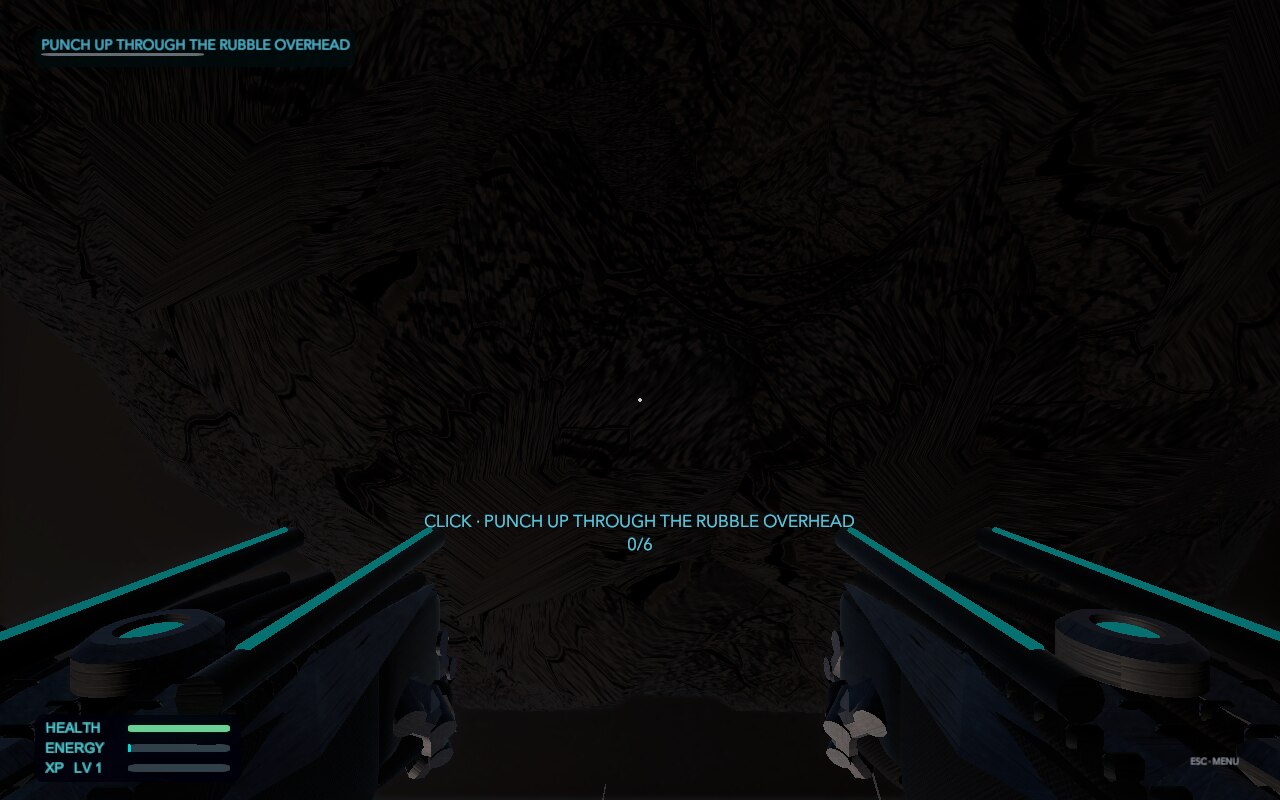 PUNCH UP THROUGH THE RUBBLE OVERHEAD
CLICK · PUNCH UP THROUGH THE RUBBLE OVERHEAD
0/6
HEALTH
ENERGY
XP LV 1
ESC - MENU